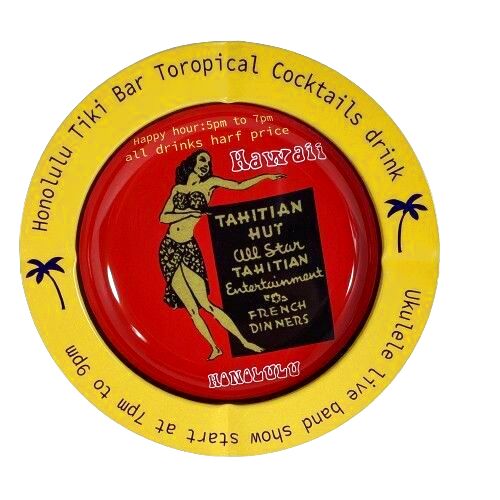 Honolulu Tiki Bar Toropical Cocktails drink
Happy hour:5pm to 7pm
all drinks harf price
Hawaii
TAHITIAN
HUT
All Star
TAHITIAN
Entertainment
FRENCH
DINNERS
HONOLULU
Ukulele live band show start at 7pm to 9pm